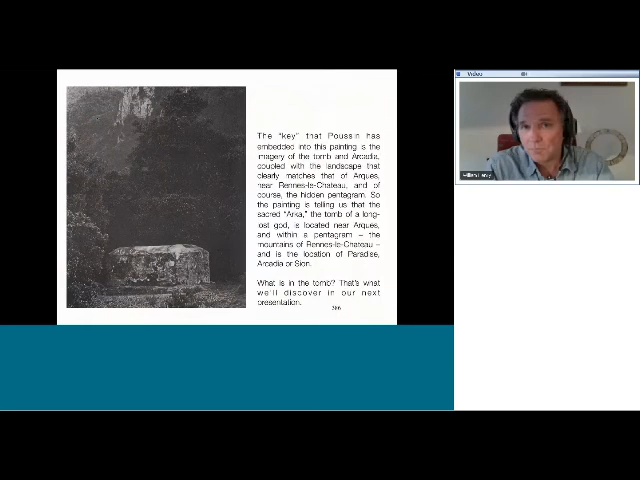 Video
The "key" that Poussin has
embedded into this painting is the
imagery of the tomb and Arcadia,
coupled with the landscape that
clearly matches that of Arques,
near Rennes-le-Chateau, and of
course, the hidden pentagram. So
the painting is telling us that the
sacred "Arka," the tomb of a long-
lost god, is located near Arques,
and within a pentagram – the
mountains of Rennes-le-Chateau –
and is the location of Paradise,
Arcadia or Sion.
What is in the tomb? That's what
we'll discover in our next
presentation.
William Henry